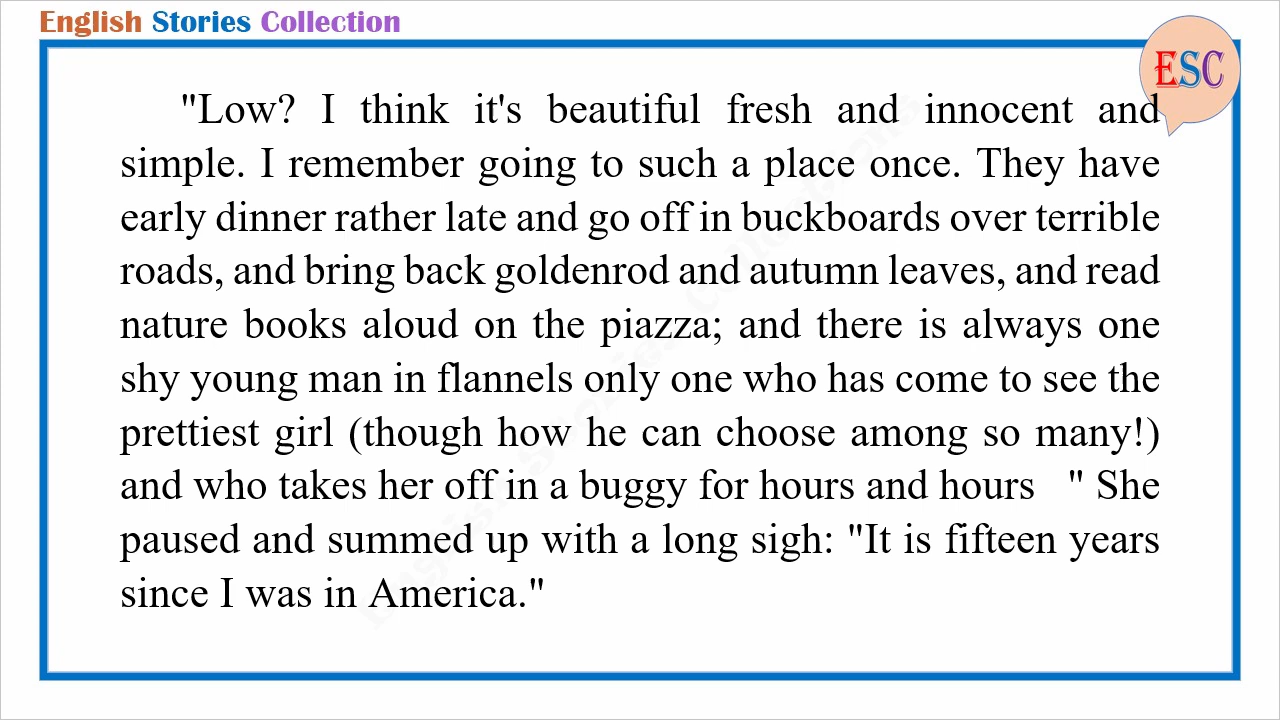 English Stories Collection
ESC
"Low? I think it's beautiful fresh and innocent and
simple. I remember going to such a place once. They have
early dinner rather late and go off in buckboards over terrible
roads, and bring back goldenrod and autumn leaves, and read
nature books aloud on the piazza; and there is always one
shy young man in flannels only one who has come to see the
prettiest girl (though how he can choose among so many!)
and who takes her off in a buggy for hours and hours   " She
paused and summed up with a long sigh: "It is fifteen years
since I was in America."